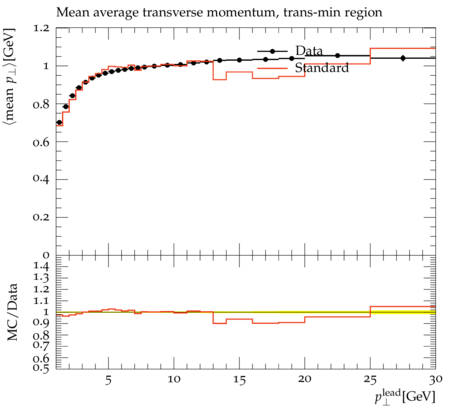 Mean average transverse momentum, trans-min region
⟨mean p⊥⟩[GeV]
1.2
1
0.8
0.6
0.4
0.2
0
Data
Standard
MC/Data
1.4
1.3
1.2
1.1
1
0.9
0.8
0.7
0.6
0.5
5 10 15 20 25 30
p⊥^lead[GeV]